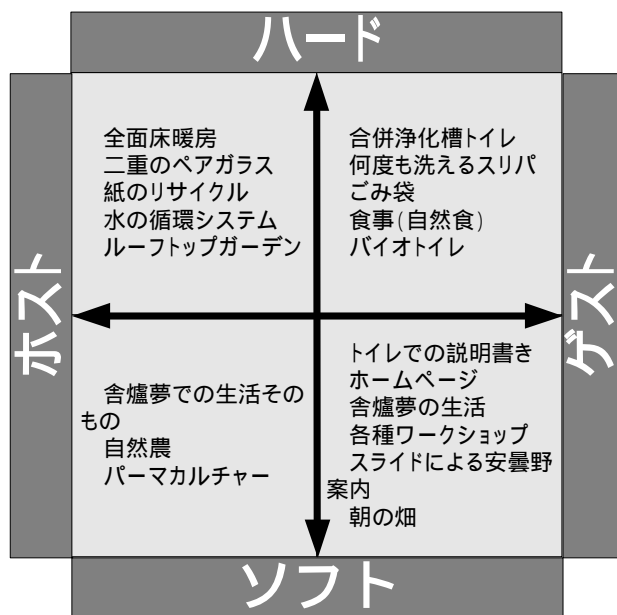 ハード
ホスト
全面床暖房
二重のペアガラス
紙のリサイクル
水の循環システム
ルーフトップガーデン
合併浄化槽トイレ
何度も洗えるスリパ
ごみ袋
食事(自然食)
バイオトイレ
ゲスト
舎爐夢での生活その
もの
自然農
パーマカルチャー
トイレでの説明書き
ホームページ
舎爐夢の生活
各種ワークショップ
スライドによる安曇野
案内
朝の畑
ソフト